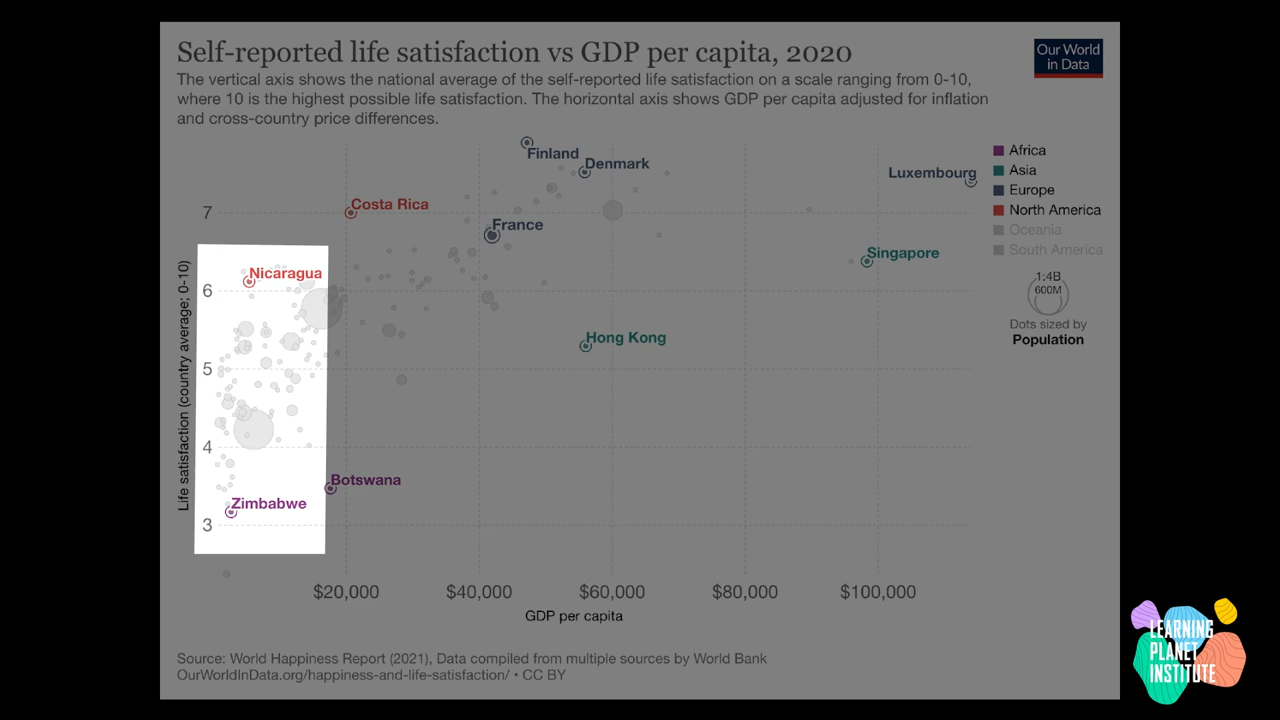 Self-reported life satisfaction vs GDP per capita, 2020
The vertical axis shows the national average of the self-reported life satisfaction on a scale ranging from 0-10,
where 10 is the highest possible life satisfaction. The horizontal axis shows GDP per capita adjusted for inflation
and cross-country price differences.
Our World
in Data
Finland
Denmark
Luxembourg
Costa Rica
France
Singapore
Nicaragua
Hong Kong
Botswana
Zimbabwe
Africa
Asia
Europe
North America
Oceania
South America
1:4B
600M
Dots sized by
Population
Life satisfaction (country average; 0-10)
7
6
5
4
3
$20,000
$40,000
$60,000
$80,000
$100,000
GDP per capita
Source: World Happiness Report (2021), Data compiled from multiple sources by World Bank
OurWorldInData.org/happiness-and-life-satisfaction/ • CC BY
LEARNING
PLANET
INSTITUTE